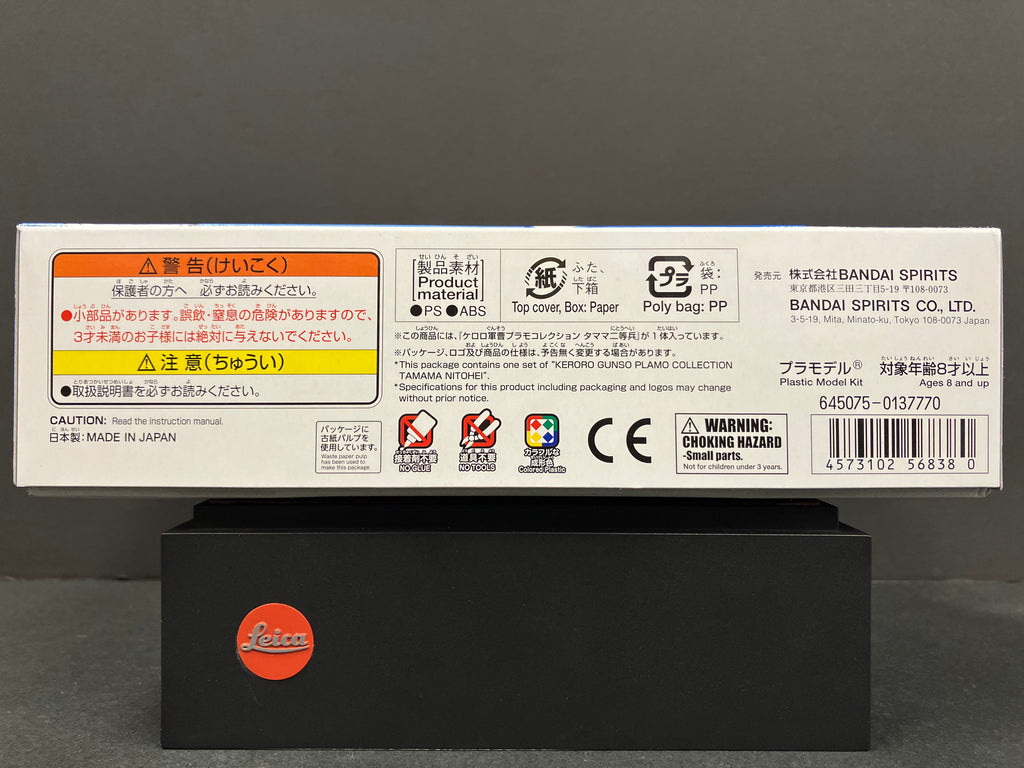 ⚠警告(けいこく)
保護者の方へ 必ずお読みください。
●小部品があります。誤飲・窒息の危険がありますので、
3才未満のお子様には絶対に与えないでください。
⚠注意(ちゅうい)
●取扱説明書を必ずお読みください。
CAUTION: Read the instruction manual.
日本製:MADE IN JAPAN
パッケージに
古紙パルプを
使用しています。
Waste paper pulp
has been used to
make this package.
製品素材
Product
material
●PS ●ABS
紙
ふた、
下箱
Top cover, Box: Paper
プラ
袋:
PP
Poly bag: PP
※この商品には、「ケロロ軍曹プラモコレクション タママ二等兵」が1体入っています。
※パッケージ、ロゴ及び商品の仕様は、予告無く変更する場合があります。
*This package contains one set of "KERORO GUNSO PLAMO COLLECTION
TAMAMA NITOHEI".
*Specifications for this product including packaging and logos may change
without prior notice.
接着剤不要
NO GLUE
道具不要
NO TOOLS
カラフルな
成形色
Colored Plastic
CE
⚠WARNING:
CHOKING HAZARD
-Small parts.
Not for children under 3 years.
発売元 株式会社BANDAI SPIRITS
東京都港区三田三丁目5-19 〒108-0073
BANDAI SPIRITS CO., LTD.
3-5-19, Mita, Minato-ku, Tokyo 108-0073 Japan
プラモデル®
Plastic Model Kit
対象年齢8才以上
Ages 8 and up
645075-0137770
4573102 56838 0
Leica